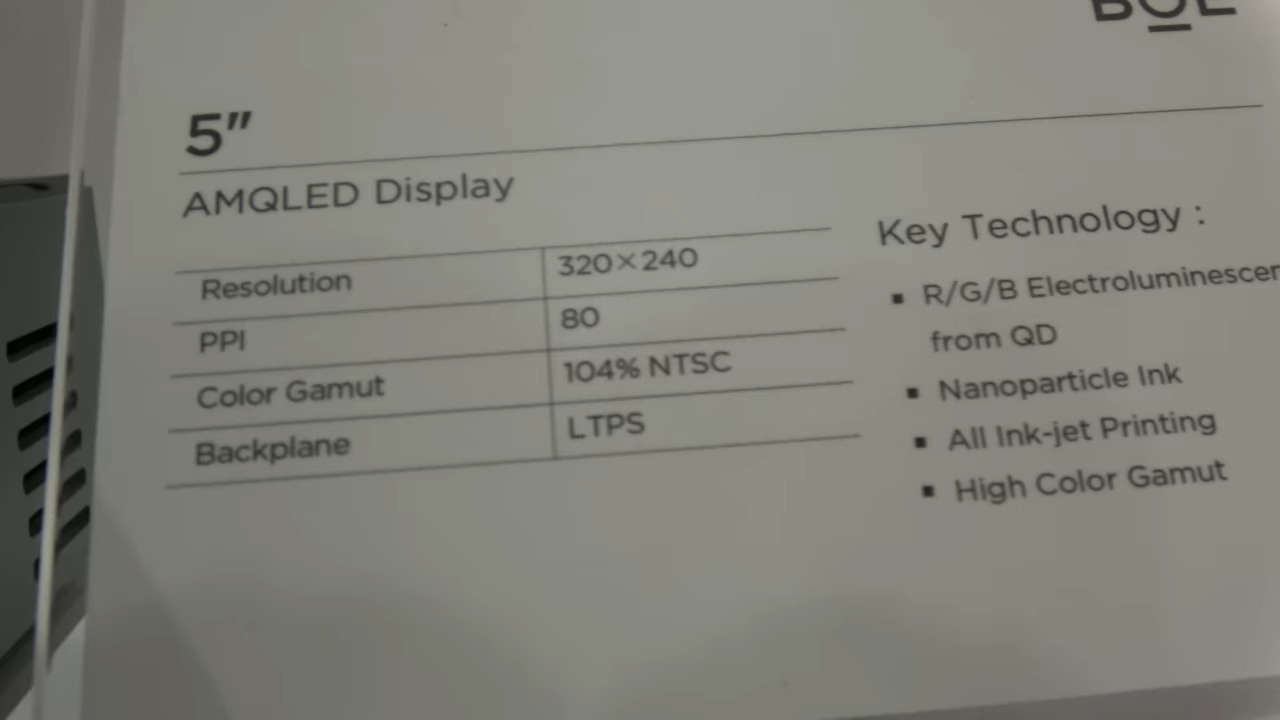 BOE
5"
AMQLED Display
Resolution 320×240
PPI 80
Color Gamut 104% NTSC
Backplane LTPS
Key Technology :
▪ R/G/B Electroluminescen
from QD
▪ Nanoparticle Ink
▪ All Ink-jet Printing
▪ High Color Gamut